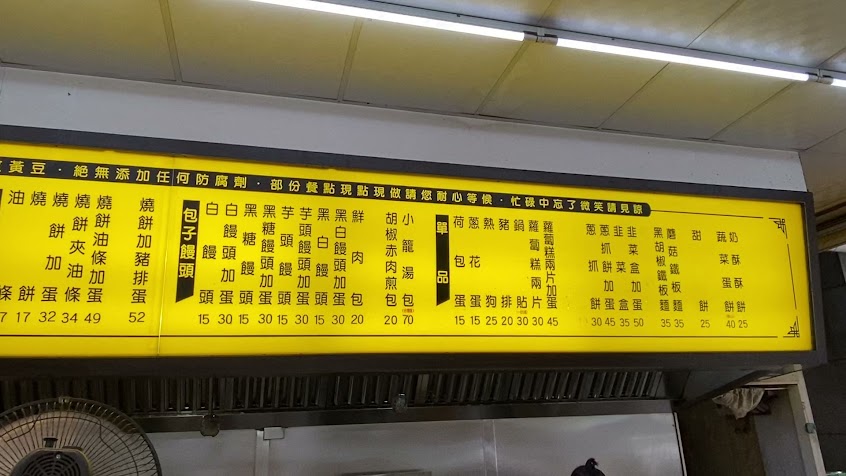 黃豆．絕無添加任何防腐劑．部份餐點現點現做請您耐心等候．忙碌中忘了微笑請見諒
油條 7
燒餅 17
燒餅加蛋 32
燒餅夾油條 34
燒餅油條加蛋 49
燒餅加豬排蛋 52
包子饅頭
白饅頭 15
白饅頭加蛋 30
黑糖饅頭 15
黑糖饅頭加蛋 30
芋頭饅頭 15
芋頭饅頭加蛋 30
黑白饅頭 15
黑白饅頭加蛋 30
鮮肉包 20
胡椒赤肉煎包 20
小籠湯包 70
單品
荷包蛋 15
蔥花蛋 15
熱狗 25
豬排 20
鍋貼 30
蘿蔔糕兩片 30
蘿蔔糕兩片加蛋 45
蔥抓餅 30
蔥抓餅加蛋 45
韭菜盒 35
韭菜盒加蛋 50
黑胡椒鐵板麵 35
蘑菇鐵板麵 35
甜餅 25
蔬菜蛋餅 40
奶酥餅 25